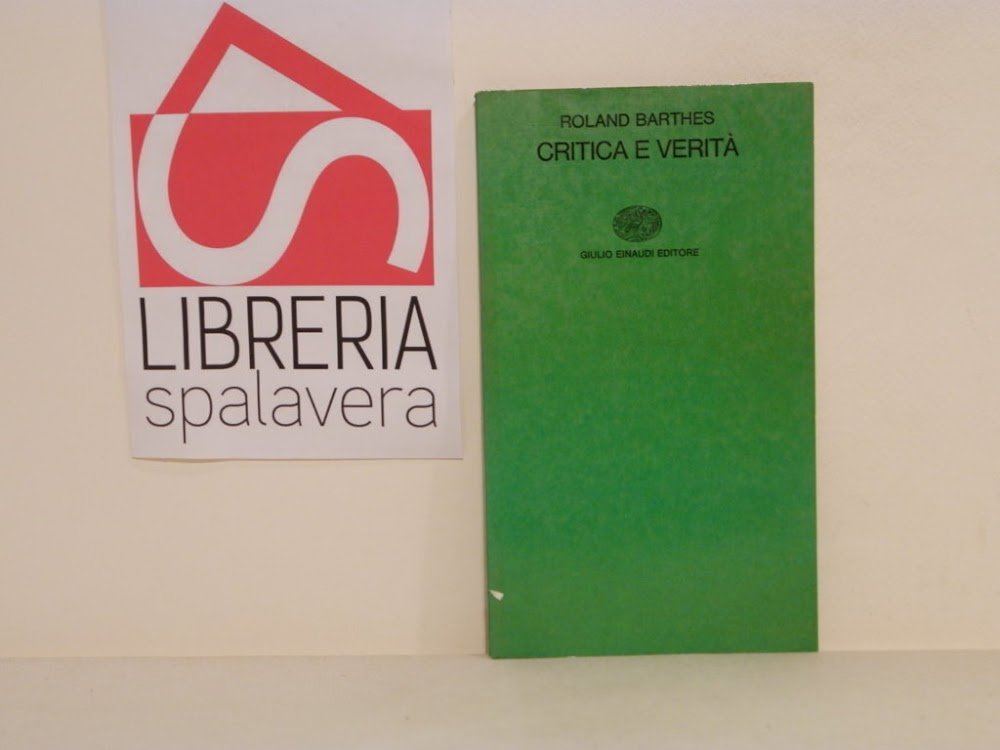 LIBRERIA
spalavera
ROLAND BARTHES
CRITICA E VERITÀ
GIULIO EINAUDI EDITORE